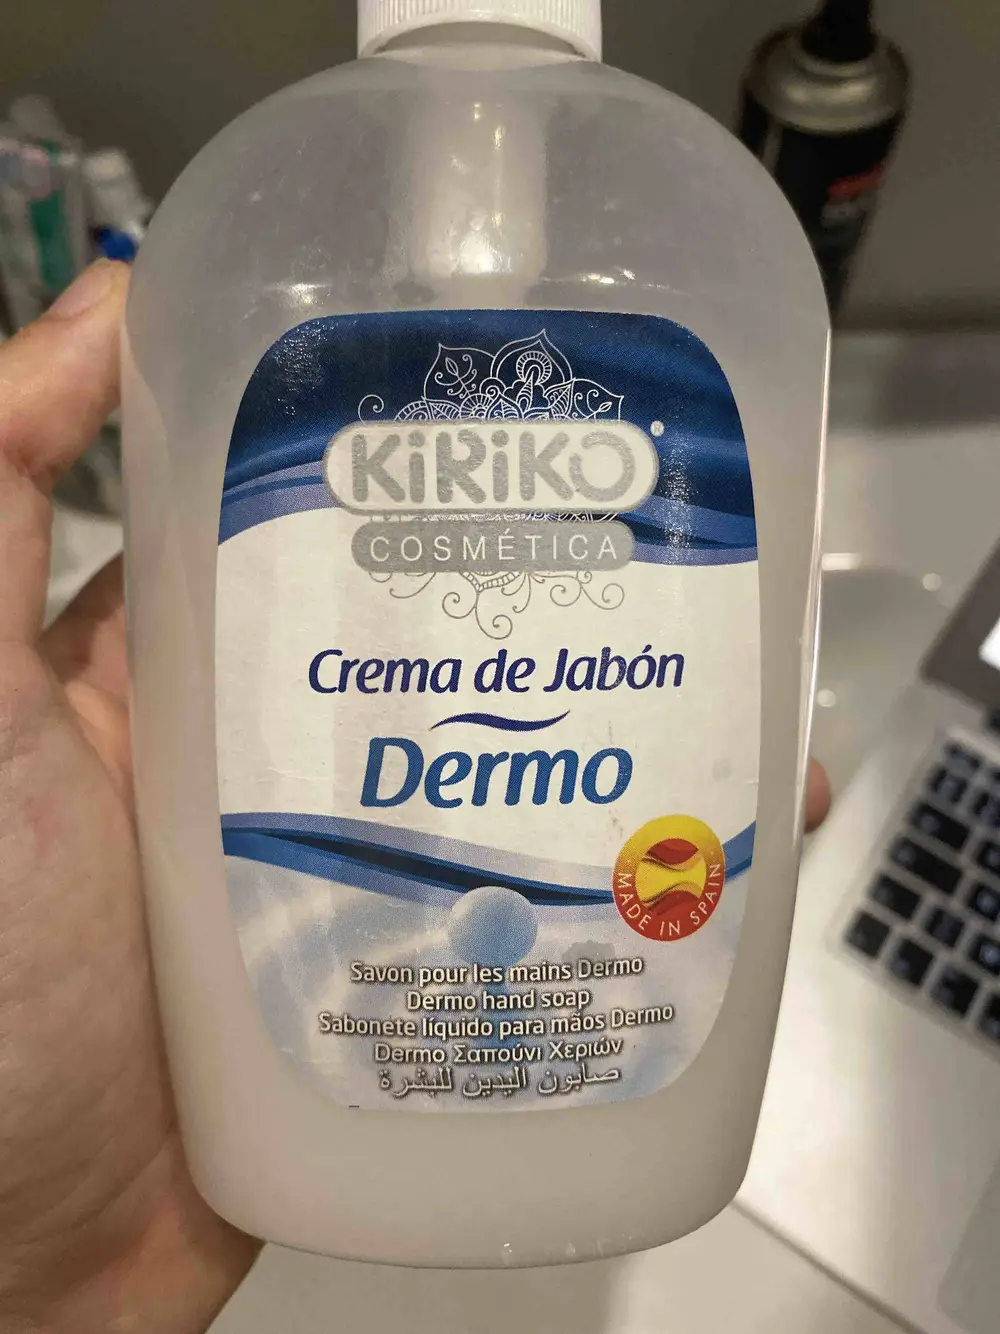 KiRiKO®
COSMÉTICA
Crema de Jabón
Dermo
MADE IN SPAIN
Savon pour les mains Dermo
Dermo hand soap
Sabonete líquido para mãos Dermo
Dermo Σαπούνι Χεριών
صابون اليدين للبشرة